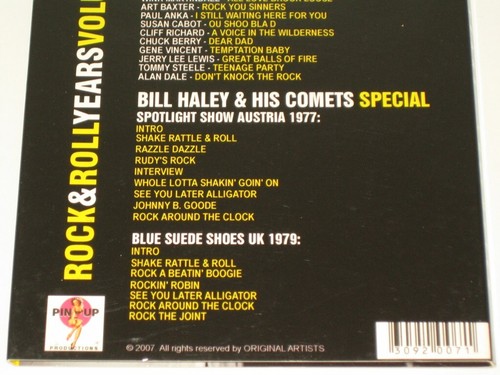 ART BAXTER - ROCK YOU SINNERS
PAUL ANKA - I STILL WAITING HERE FOR YOU
SUSAN CABOT - OU SHOO BLA D
CLIFF RICHARD - A VOICE IN THE WILDERNESS
CHUCK BERRY - DEAR DAD
GENE VINCENT - TEMPTATION BABY
JERRY LEE LEWIS - GREAT BALLS OF FIRE
TOMMY STEELE - TEENAGE PARTY
ALAN DALE - DON'T KNOCK THE ROCK
BILL HALEY & HIS COMETS SPECIAL
SPOTLIGHT SHOW AUSTRIA 1977:
INTRO
SHAKE RATTLE & ROLL
RAZZLE DAZZLE
RUDY'S ROCK
INTERVIEW
WHOLE LOTTA SHAKIN' GOIN' ON
SEE YOU LATER ALLIGATOR
JOHNNY B. GOODE
ROCK AROUND THE CLOCK
BLUE SUEDE SHOES UK 1979:
INTRO
SHAKE RATTLE & ROLL
ROCK A BEATIN' BOOGIE
ROCKIN' ROBIN
SEE YOU LATER ALLIGATOR
ROCK AROUND THE CLOCK
ROCK THE JOINT
ROCK&ROLLYEARSVOL
PIN-UP
PRODUCTIONS
© 2007. All rights reserved by ORIGINAL ARTISTS
3092 0071